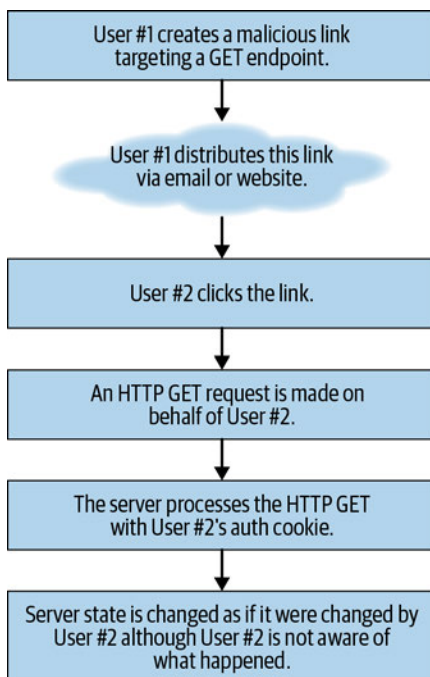 User #1 creates a malicious link
targeting a GET endpoint.
User #1 distributes this link
via email or website.
User #2 clicks the link.
An HTTP GET request is made on
behalf of User #2.
The server processes the HTTP GET
with User #2's auth cookie.
Server state is changed as if it were changed by
User #2 although User #2 is not aware of
what happened.